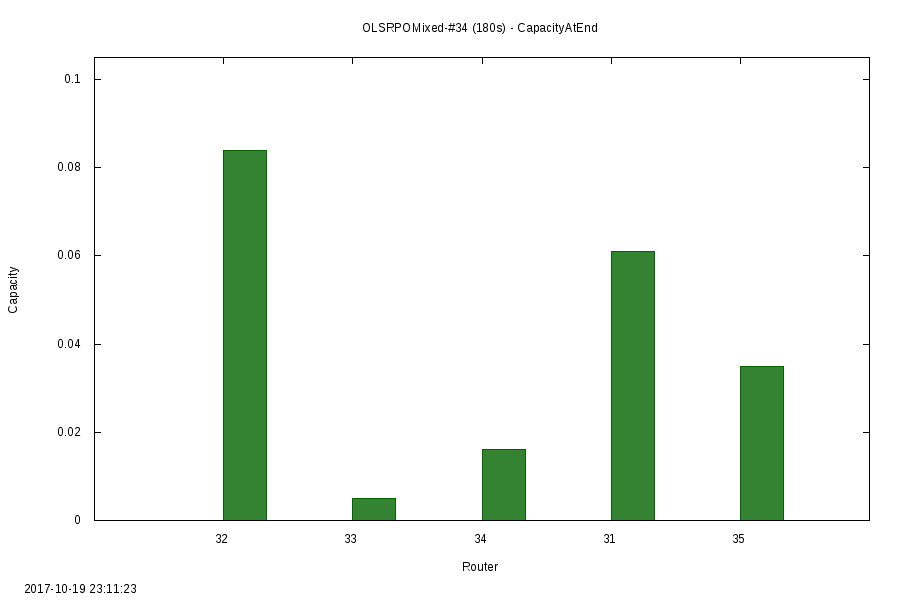 OLSRPOMixed-#34 (180s) - CapacityAtEnd
0.1
0.08
0.06
0.04
0.02
0
Capacity
32 33 34 31 35
Router
2017-10-19 23:11:23